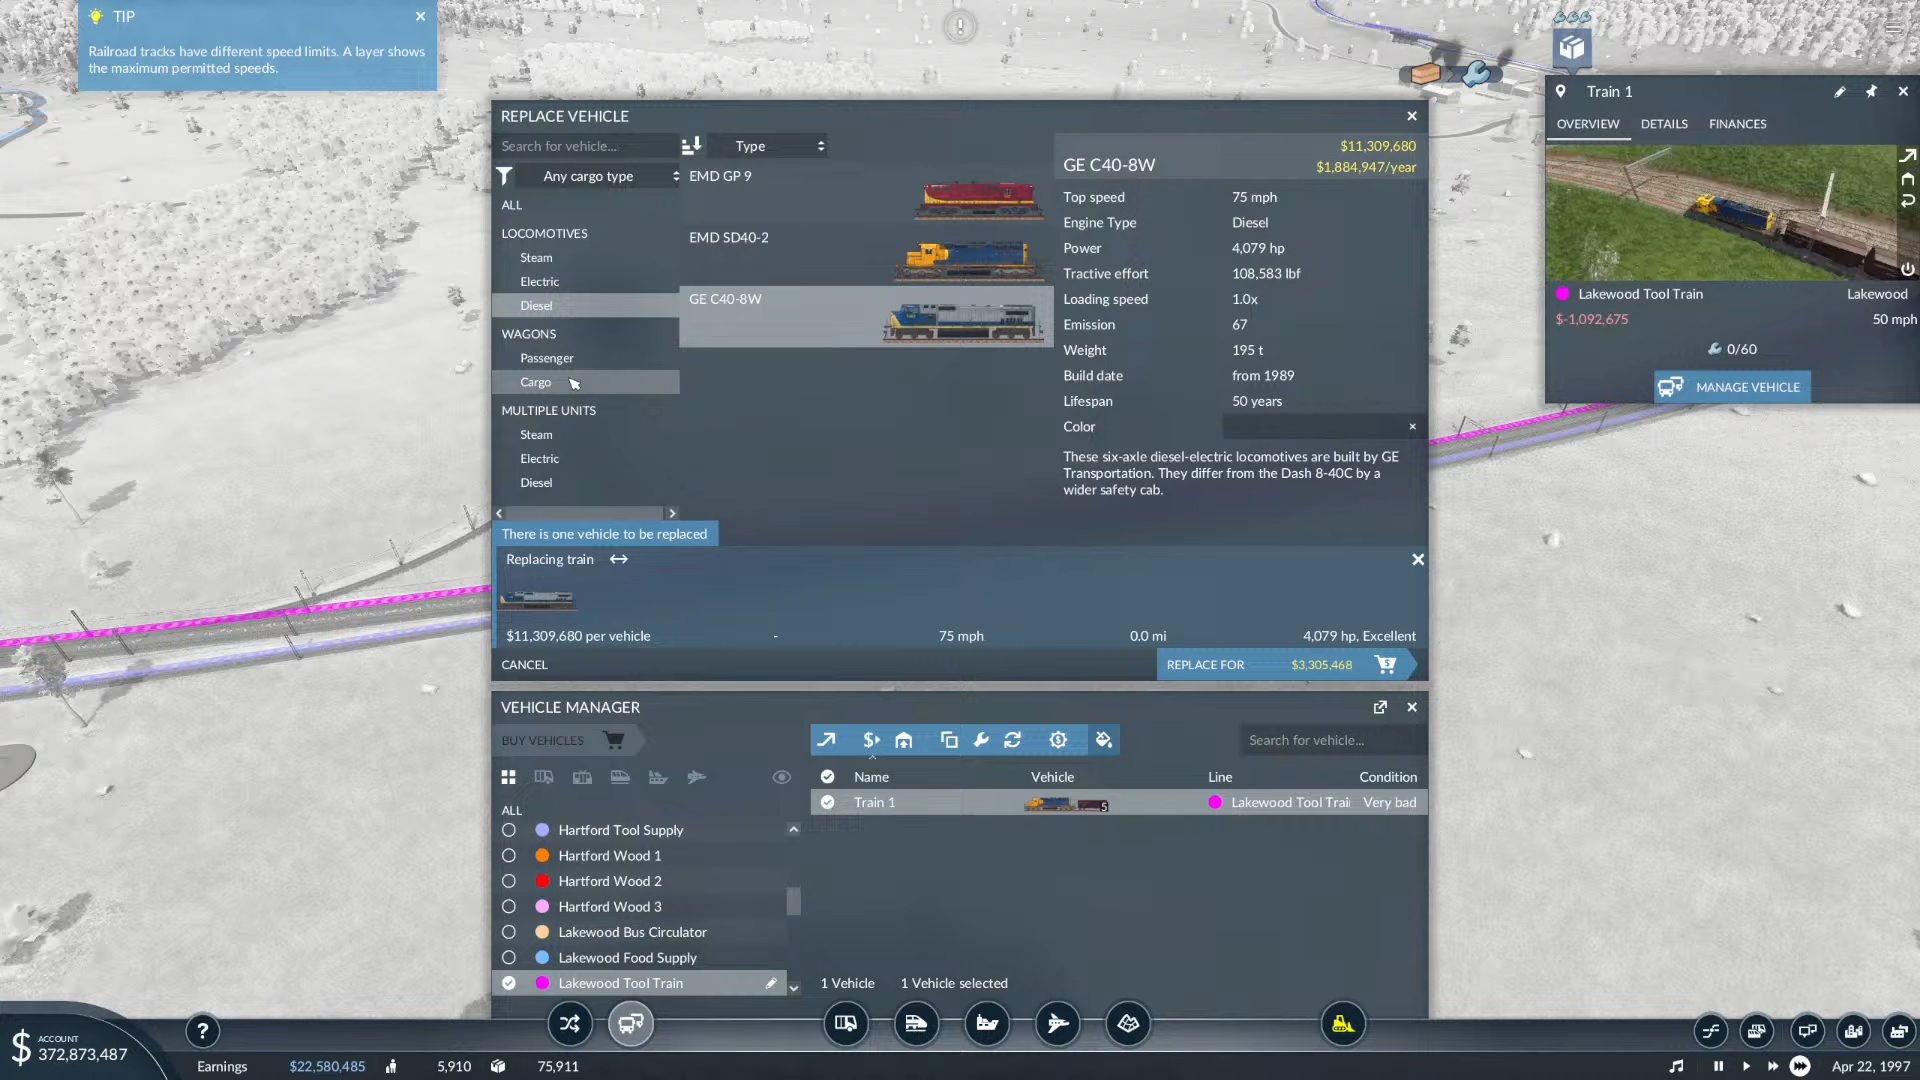 TIP
Railroad tracks have different speed limits. A layer shows
the maximum permitted speeds.
REPLACE VEHICLE
Search for vehicle...
Type
Any cargo type
ALL
LOCOMOTIVES
Steam
Electric
Diesel
WAGONS
Passenger
Cargo
MULTIPLE UNITS
Steam
Electric
Diesel
EMD GP 9
EMD SD40-2
GE C40-8W
$11,309,680
GE C40-8W
$1,884,947/year
Top speed 75 mph
Engine Type Diesel
Power 4,079 hp
Tractive effort 108,583 lbf
Loading speed 1.0x
Emission 67
Weight 195 t
Build date from 1989
Lifespan 50 years
Color
These six-axle diesel-electric locomotives are built by GE
Transportation. They differ from the Dash 8-40C by a
wider safety cab.
There is one vehicle to be replaced
Replacing train
$11,309,680 per vehicle - 75 mph 0.0 mi 4,079 hp, Excellent
CANCEL
REPLACE FOR $3,305,468
Train 1
OVERVIEW DETAILS FINANCES
Lakewood Tool Train Lakewood
$-1,092,675 50 mph
0/60
MANAGE VEHICLE
VEHICLE MANAGER
BUY VEHICLES
Search for vehicle...
ALL
Hartford Tool Supply
Hartford Wood 1
Hartford Wood 2
Hartford Wood 3
Lakewood Bus Circulator
Lakewood Food Supply
Lakewood Tool Train
Name Vehicle Line Condition
Train 1 5 Lakewood Tool Trai Very bad
1 Vehicle 1 Vehicle selected
$ ACCOUNT
372,873,487
?
Earnings $22,580,485 5,910 75,911
Apr 22, 1997